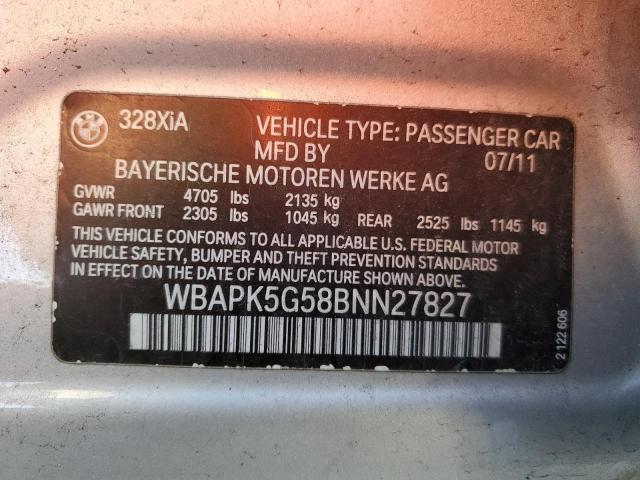 328XiA VEHICLE TYPE: PASSENGER CAR
MFD BY 07/11
BAYERISCHE MOTOREN WERKE AG
GVWR 4705 lbs 2135 kg
GAWR FRONT 2305 lbs 1045 kg REAR 2525 lbs 1145 kg
THIS VEHICLE CONFORMS TO ALL APPLICABLE U.S. FEDERAL MOTOR
VEHICLE SAFETY, BUMPER AND THEFT PREVENTION STANDARDS
IN EFFECT ON THE DATE OF MANUFACTURE SHOWN ABOVE.
WBAPK5G58BNN27827
2 122 606